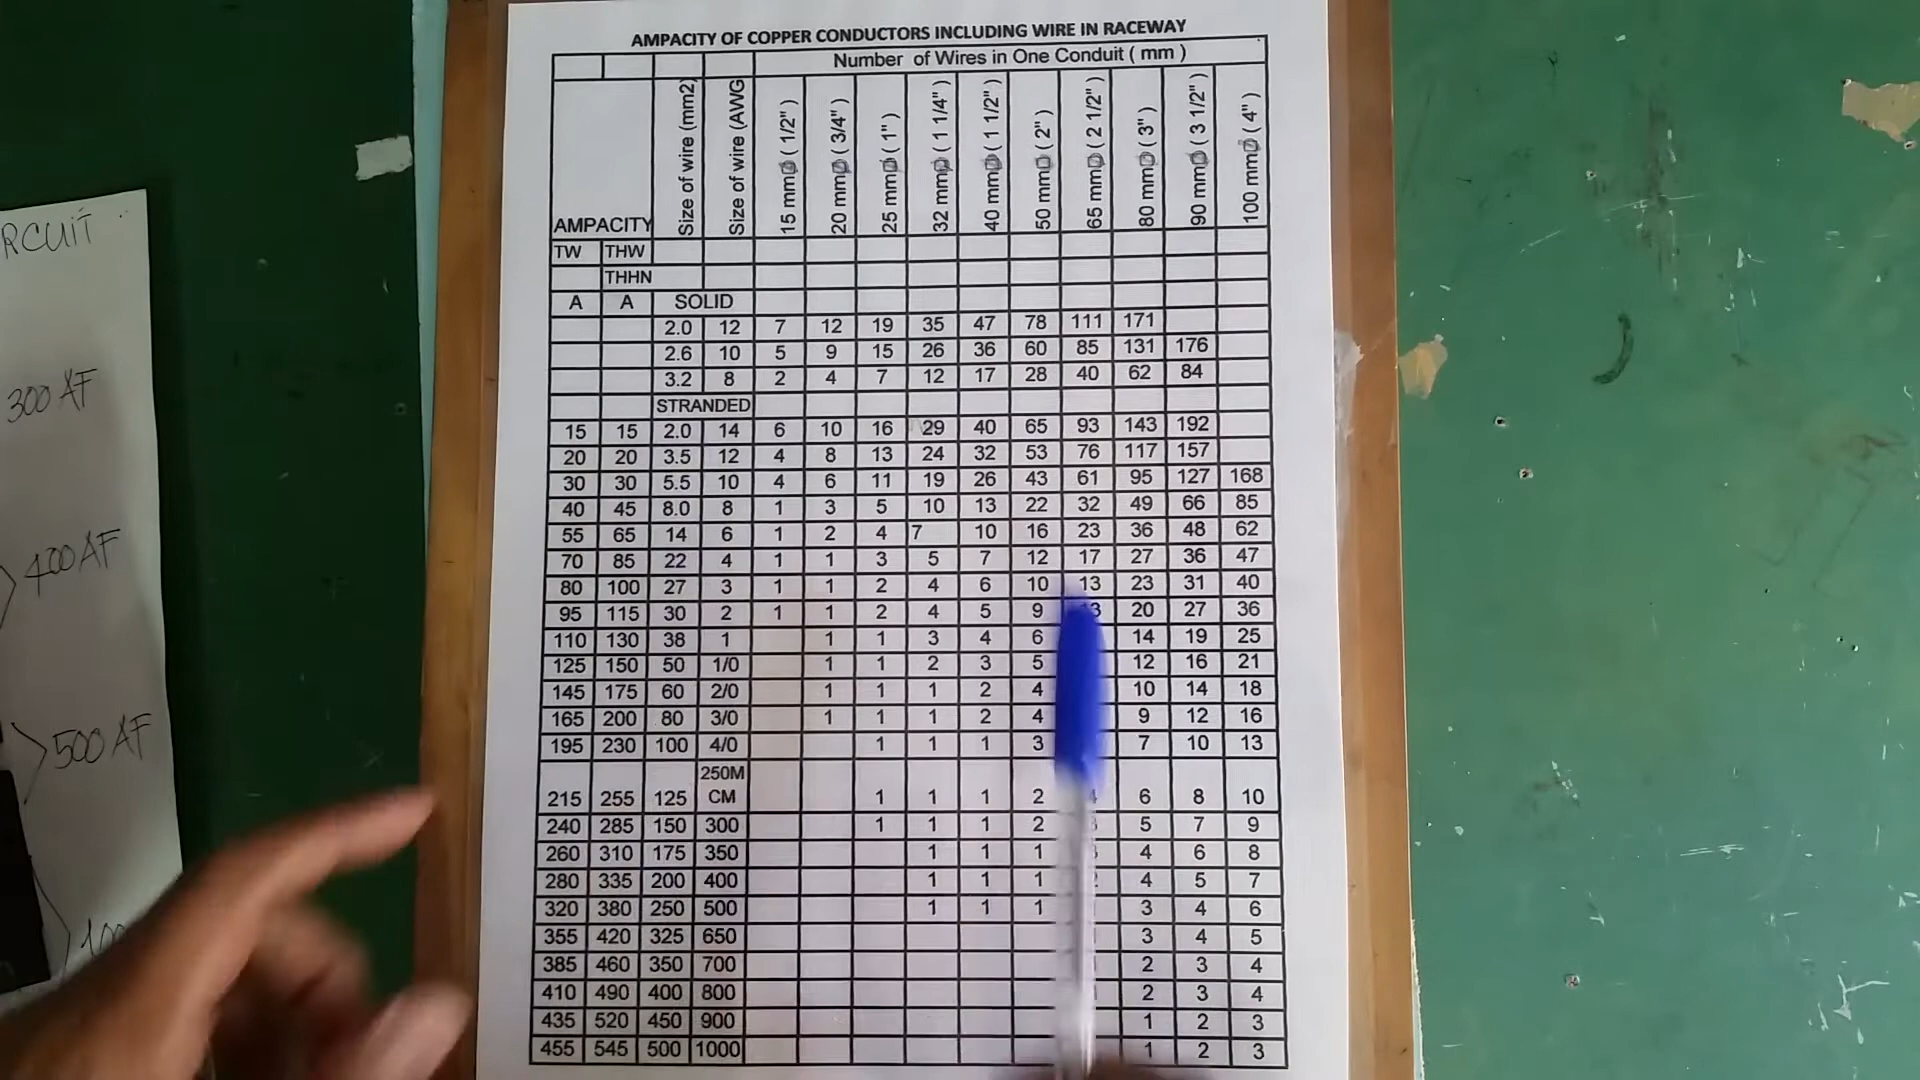 AMPACITY OF COPPER CONDUCTORS INCLUDING WIRE IN RACEWAY
Number of Wires in One Conduit ( mm )
AMPACITY Size of wire (mm2) Size of wire (AWG 15 mmØ ( 1/2" ) 20 mmØ ( 3/4" ) 25 mmØ ( 1" ) 32 mmØ ( 1 1/4" ) 40 mmØ ( 1 1/2" ) 50 mmØ ( 2" ) 65 mmØ ( 2 1/2" ) 80 mmØ ( 3" ) 90 mmØ ( 3 1/2" ) 100 mmØ ( 4" )
TW THW
THHN
A A SOLID
2.0 12 7 12 19 35 47 78 111 171
2.6 10 5 9 15 26 36 60 85 131 176
3.2 8 2 4 7 12 17 28 40 62 84
STRANDED
15 15 2.0 14 6 10 16 29 40 65 93 143 192
20 20 3.5 12 4 8 13 24 32 53 76 117 157
30 30 5.5 10 4 6 11 19 26 43 61 95 127 168
40 45 8.0 8 1 3 5 10 13 22 32 49 66 85
55 65 14 6 1 2 4 7 10 16 23 36 48 62
70 85 22 4 1 1 3 5 7 12 17 27 36 47
80 100 27 3 1 1 2 4 6 10 13 23 31 40
95 115 30 2 1 1 2 4 5 9 20 27 36
110 130 38 1 1 1 3 4 6 14 19 25
125 150 50 1/0 1 1 2 3 5 12 16 21
145 175 60 2/0 1 1 1 2 4 10 14 18
165 200 80 3/0 1 1 1 2 4 9 12 16
195 230 100 4/0 1 1 1 3 7 10 13
250M
215 255 125 CM 1 1 1 2 6 8 10
240 285 150 300 1 1 1 2 5 7 9
260 310 175 350 1 1 1 4 6 8
280 335 200 400 1 1 1 4 5 7
320 380 250 500 1 1 1 3 4 6
355 420 325 650 3 4 5
385 460 350 700 2 3 4
410 490 400 800 2 3 4
435 520 450 900 1 2 3
455 545 500 1000 1 2 3
RCUIT
300 AF
400 AF
500 AF